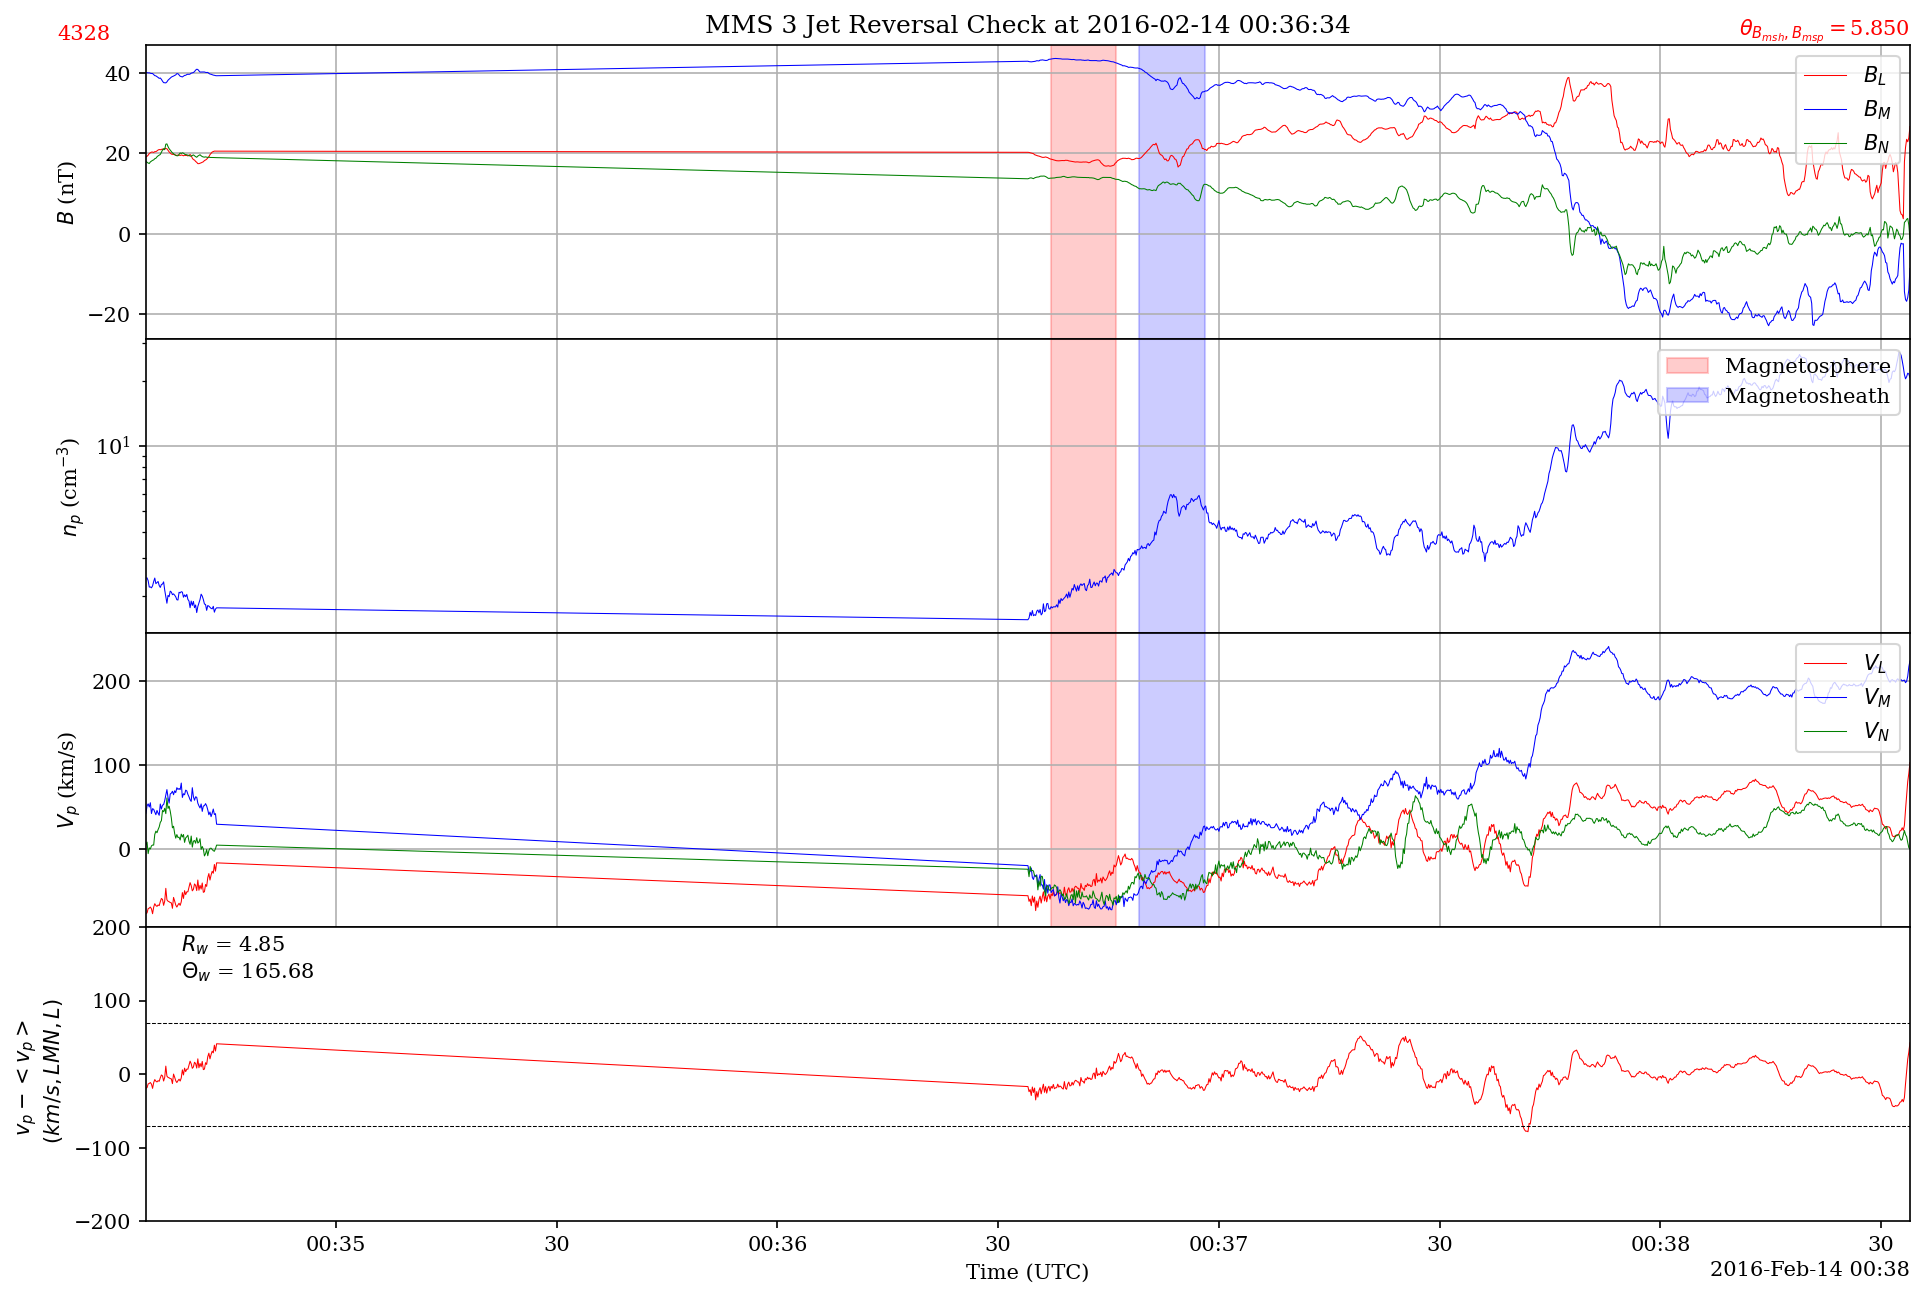 MMS 3 Jet Reversal Check at 2016-02-14 00:36:34
4328
θ_{B_{msh}, B_{msp}} = 5.850
B (nT)
40
20
0
−20
B_L
B_M
B_N
n_p (cm^{−3})
10^1
Magnetosphere
Magnetosheath
V_p (km/s)
200
100
0
V_L
V_M
V_N
v_p − < v_p >
(km/s, LMN, L)
200
100
0
−100
−200
R_w = 4.85
Θ_w = 165.68
00:35
30
00:36
30
00:37
30
00:38
30
Time (UTC)
2016-Feb-14 00:38